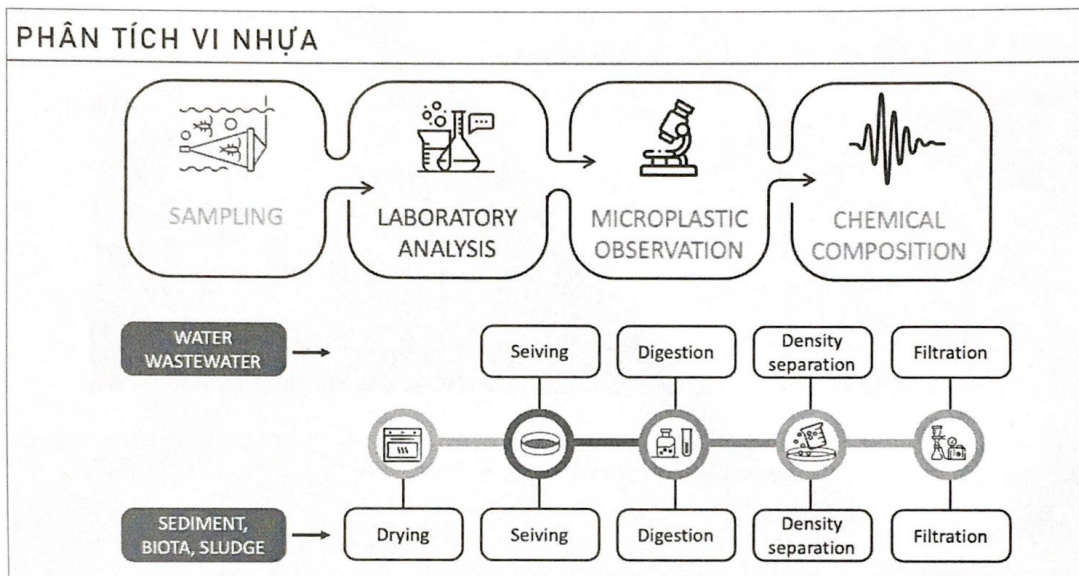 PHÂN TÍCH VI NHỰA
SAMPLING
LABORATORY
ANALYSIS
MICROPLASTIC
OBSERVATION
CHEMICAL
COMPOSITION
WATER
WASTEWATER
Seiving
Digestion
Density
separation
Filtration
SEDIMENT,
BIOTA, SLUDGE
Drying
Seiving
Digestion
Density
separation
Filtration